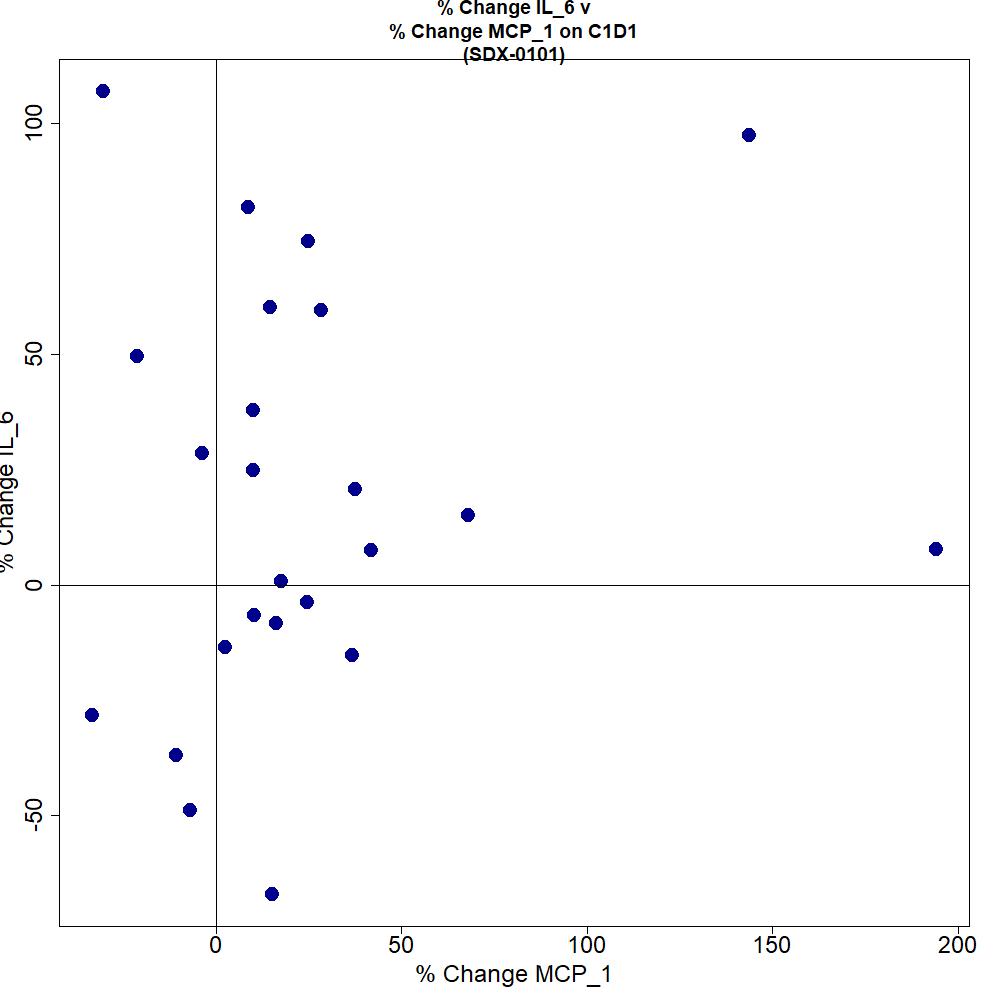 % Change IL_6 v
% Change MCP_1 on C1D1
(SDX-0101)
100
50
0
-50
% Change IL_6
0
50
100
150
200
% Change MCP_1